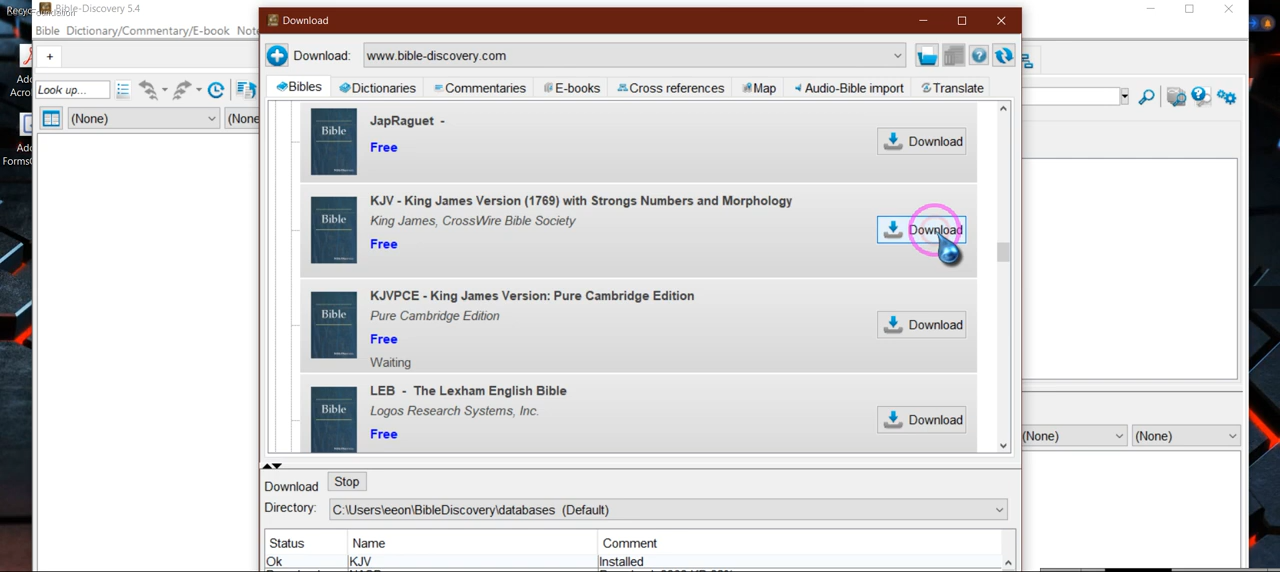 Bible-Discovery 5.4
Download
Bible Dictionary/Commentary/E-book
+
Download: www.bible-discovery.com
Look up...
Bibles Dictionaries Commentaries E-books Cross references Map Audio-Bible import Translate
(None)
JapRaguet -
Free
Download
KJV - King James Version (1769) with Strongs Numbers and Morphology
King James, CrossWire Bible Society
Free
Download
KJVPCE - King James Version: Pure Cambridge Edition
Pure Cambridge Edition
Free
Waiting
Download
LEB - The Lexham English Bible
Logos Research Systems, Inc.
Free
Download
Bible
Bible
Bible
Bible
(None) (None)
Download Stop
Directory: C:\Users\eeon\BibleDiscovery\databases (Default)
Status Name Comment
Ok KJV Installed